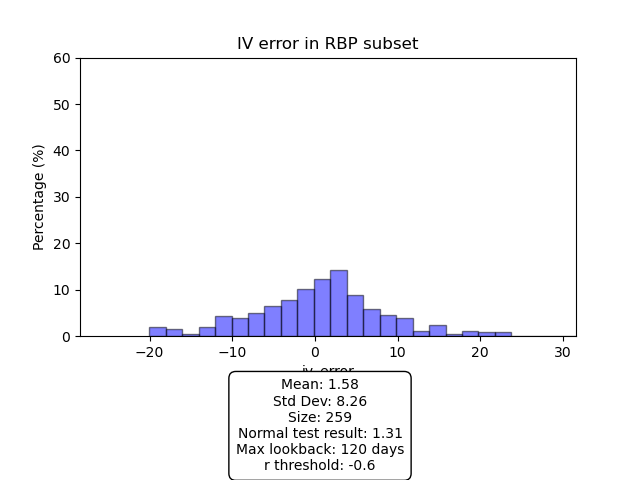 IV error in RBP subset
Percentage (%)
60
50
40
30
20
10
0
−20
−10
0
10
20
30
iv_error
Mean: 1.58
Std Dev: 8.26
Size: 259
Normal test result: 1.31
Max lookback: 120 days
r threshold: -0.6